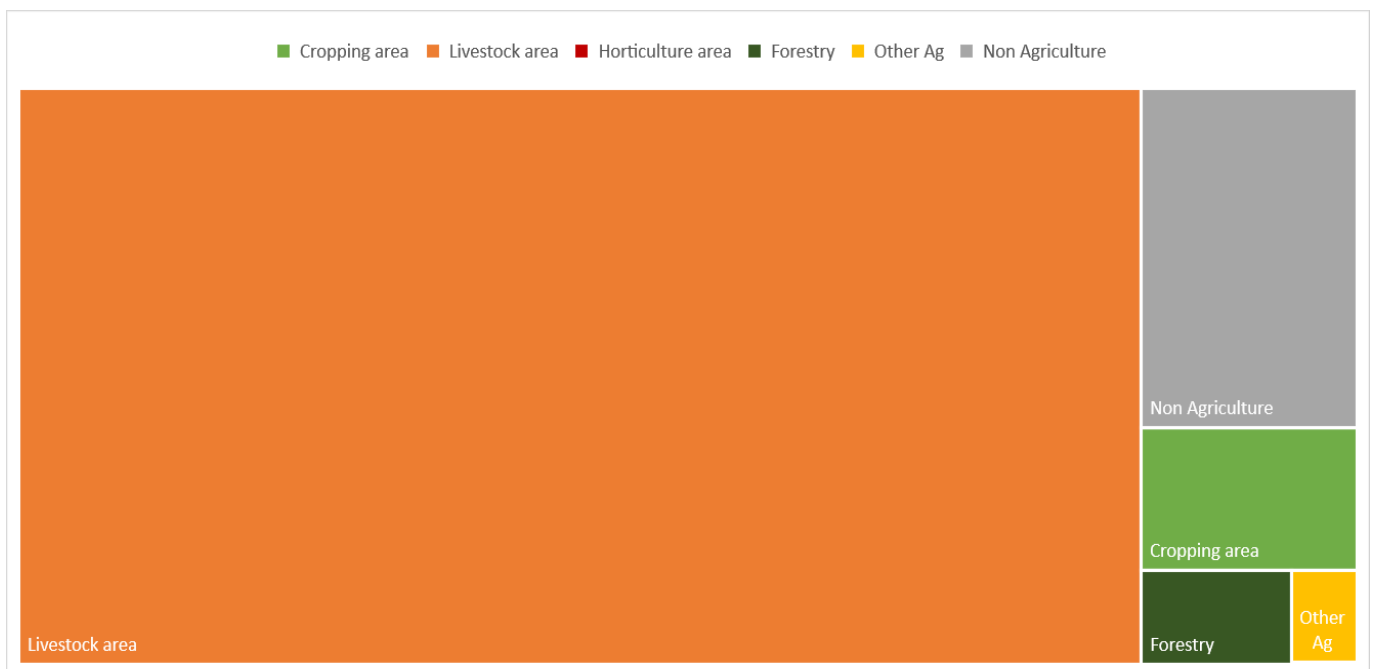 Cropping area Livestock area Horticulture area Forestry Other Ag Non Agriculture
Non Agriculture
Cropping area
Livestock area
Forestry
Other
Ag